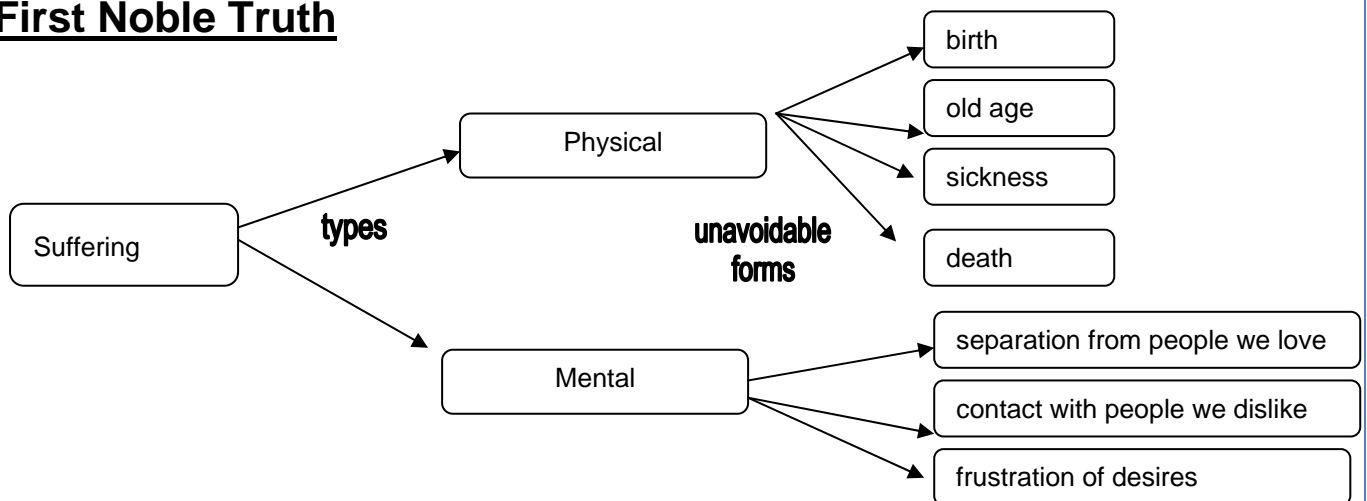 First Noble Truth
birth
old age
Physical
sickness
types
unavoidable
forms
Suffering
death
separation from people we love
Mental
contact with people we dislike
frustration of desires